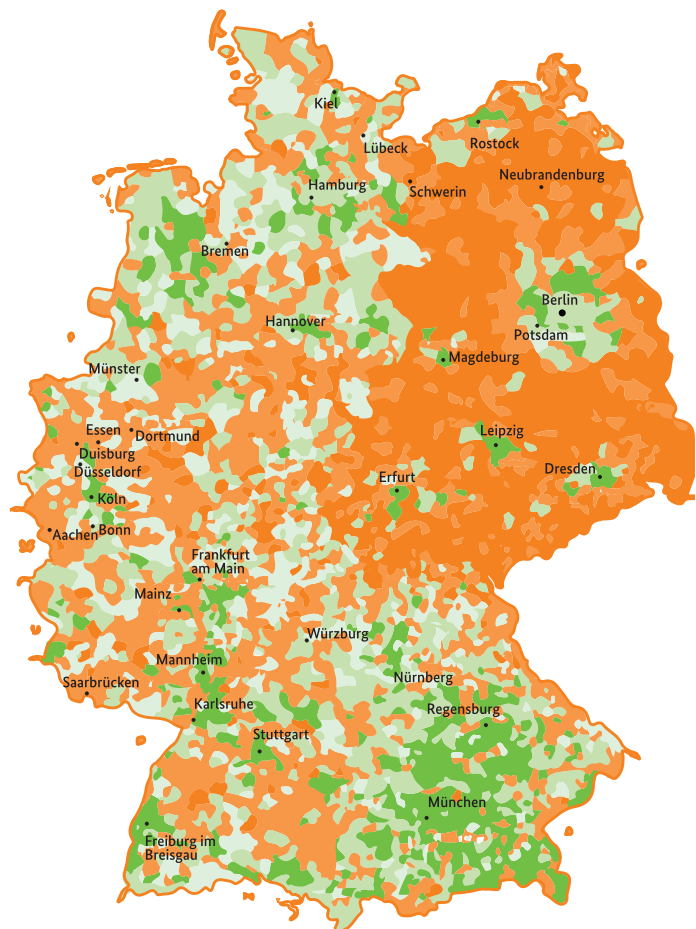 Kiel
Lübeck
Rostock
Neubrandenburg
Hamburg
Schwerin
Bremen
Berlin
Hannover
Potsdam
Magdeburg
Münster
Essen
Dortmund
Duisburg
Düsseldorf
Leipzig
Dresden
Erfurt
Köln
Aachen
Bonn
Frankfurt
am Main
Mainz
Würzburg
Mannheim
Nürnberg
Saarbrücken
Karlsruhe
Regensburg
Stuttgart
München
Freiburg im
Breisgau